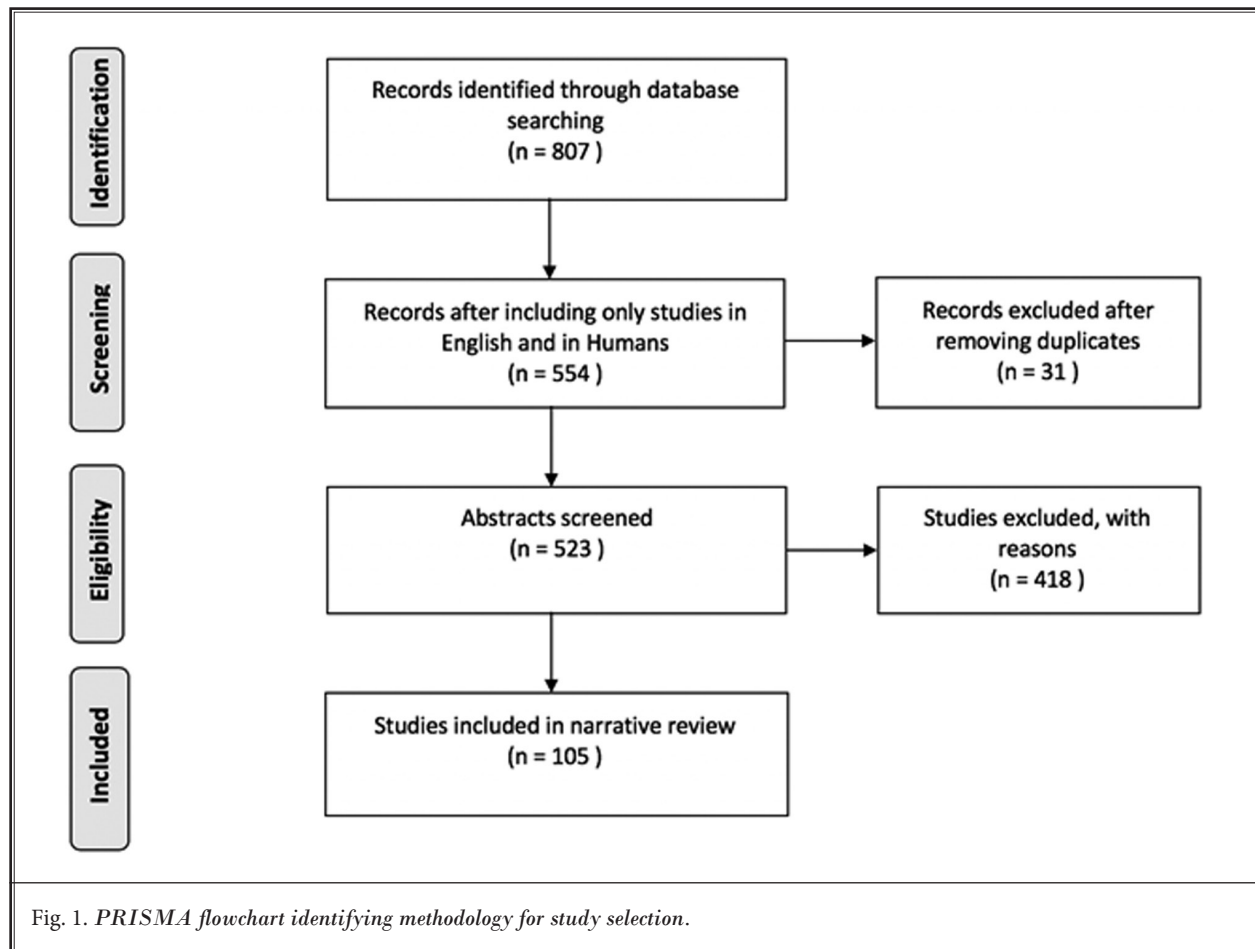 Identification
Records identified through database
searching
(n = 807 )
Screening
Records after including only studies in
English and in Humans
(n = 554 )
Records excluded after
removing duplicates
(n = 31 )
Eligibility
Abstracts screened
(n = 523 )
Studies excluded, with
reasons
(n = 418 )
Included
Studies included in narrative review
(n = 105 )
Fig. 1. PRISMA flowchart identifying methodology for study selection.